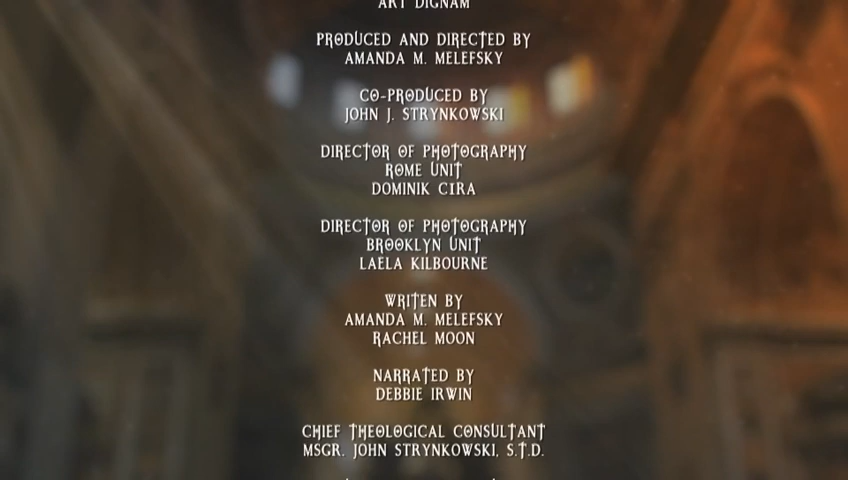 ART DIGNAM
PRODUCED AND DIRECTED BY
AMANDA M. MELEFSKY
CO-PRODUCED BY
JOHN J. STRYNKOWSKI
DIRECTOR OF PHOTOGRAPHY
ROME UNIT
DOMINIK CIRA
DIRECTOR OF PHOTOGRAPHY
BROOKLYN UNIT
LAELA KILBOURNE
WRITEN BY
AMANDA M. MELEFSKY
RACHEL MOON
NARRATED BY
DEBBIE IRWIN
CHIEF THEOLOGICAL CONSULTANT
MSGR. JOHN STRYNKOWSKI, S.T.D.